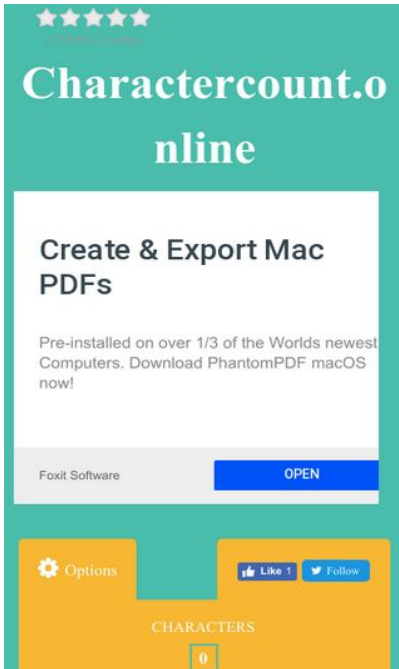 Charactercount.o
nline
Create & Export Mac
PDFs
Pre-installed on over 1/3 of the Worlds newest
Computers. Download PhantomPDF macOS
now!
Foxit Software
OPEN
Options
Like 1
Follow
CHARACTERS
0